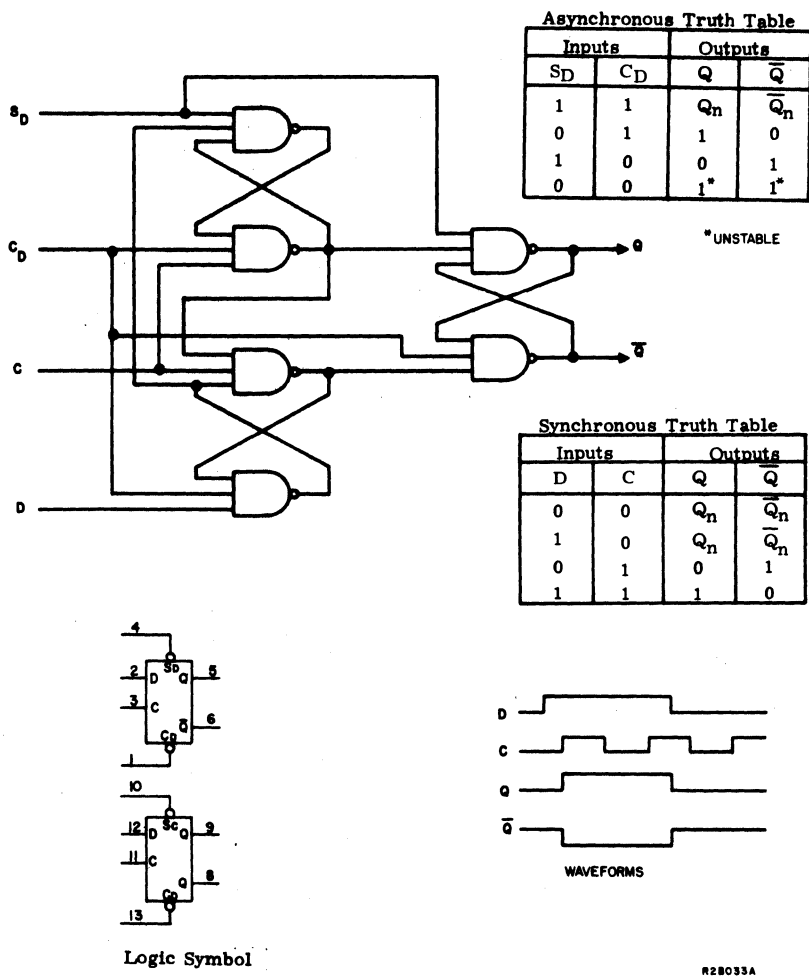 Asynchronous Truth Table
Inputs Outputs
SD CD Q Q̅
1 1 Qn Q̅n
0 1 1 0
1 0 0 1
0 0 1* 1*
*UNSTABLE
SD
CD
C
D
Q
Q̅
Synchronous Truth Table
Inputs Outputs
D C Q Q̅
0 0 Qn Q̅n
1 0 Qn Q̅n
0 1 0 1
1 1 1 0
4
SD
2 D Q 5
3 C
Q̅ 6
CD
1
10
SC
12 D Q 9
11 C
Q 8
CD
13
Logic Symbol
D
C
Q
Q̅
WAVEFORMS
R2B033A